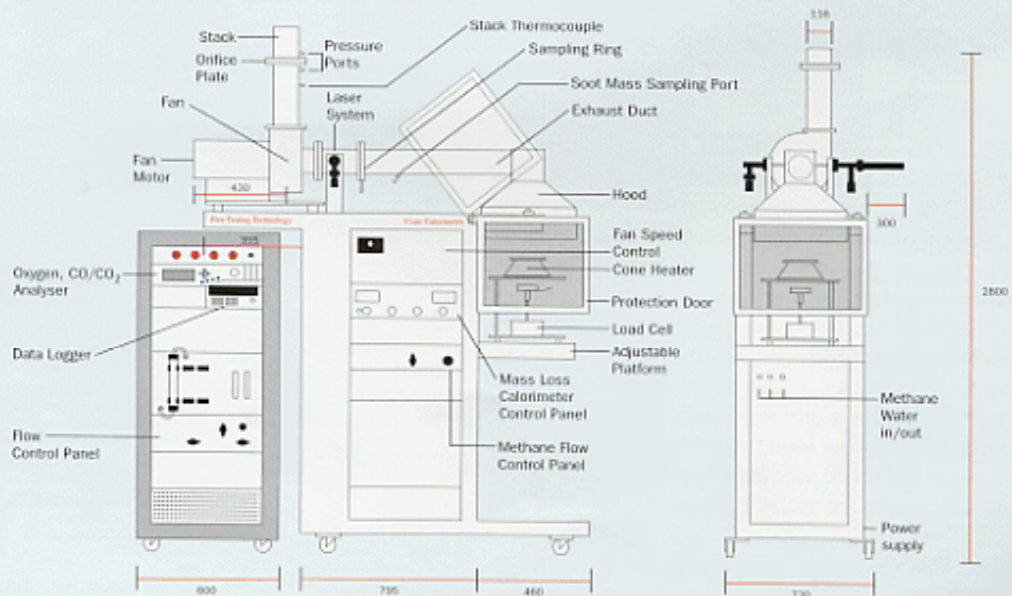 116
Stack
Orifice
Plate
Pressure
Ports
Stack Thermocouple
Sampling Ring
Soot Mass Sampling Port
Exhaust Duct
Laser
System
Fan
Fan
Motor
430
Hood
300
Fire Testing Technology
Cone Calorimeter
395
Fan Speed
Control
Cone Heater
Protection Door
Load Cell
Adjustable
Platform
Oxygen, CO/CO₂
Analyser
Data Logger
Flow
Control Panel
Mass Loss
Calorimeter
Control Panel
Methane Flow
Control Panel
Methane
Water
in/out
Power
supply
600
795
460